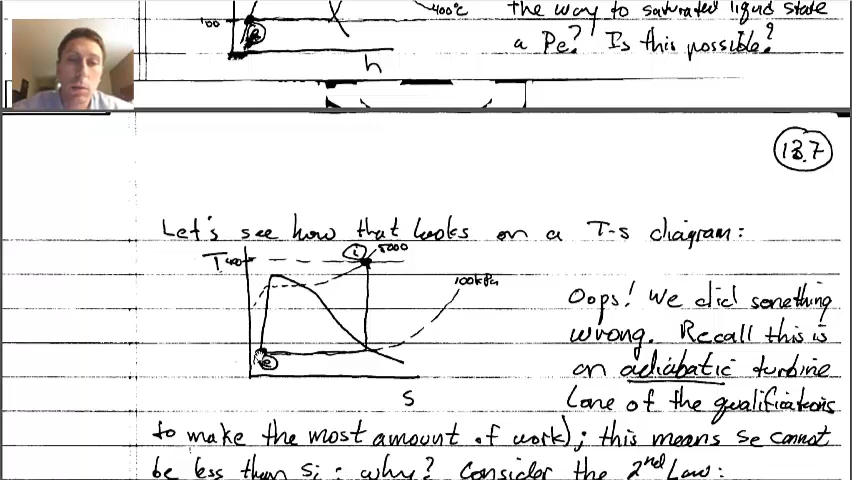 400°C
the way to saturated liquid state
100
e
a Pe? Is this possible?
h
13.7
Let's see how that looks on a T-s diagram:
T 400
i
5000
100kPa
Oops! We did something
wrong. Recall this is
e
an adiabatic turbine
s
(one of the qualifications
to make the most amount of work); this means se cannot
be less than si: why? Consider the 2nd Law: